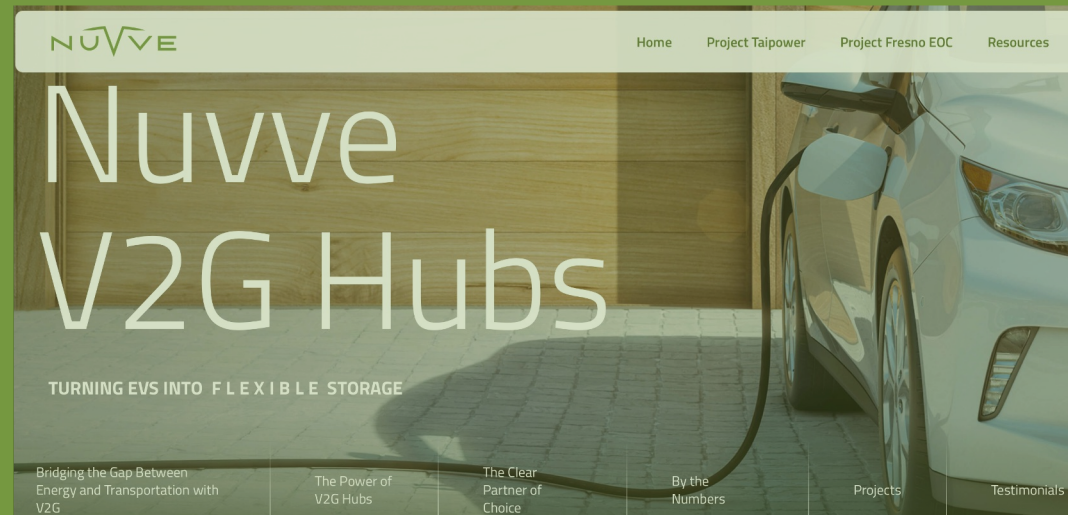 NUVVE
Home Project Taipower Project Fresno EOC Resources
Nuvve
V2G Hubs
TURNING EVS INTO F L E X I B L E STORAGE
Bridging the Gap Between
Energy and Transportation with
V2G
The Power of
V2G Hubs
The Clear
Partner of
Choice
By the
Numbers
Projects
Testimonials